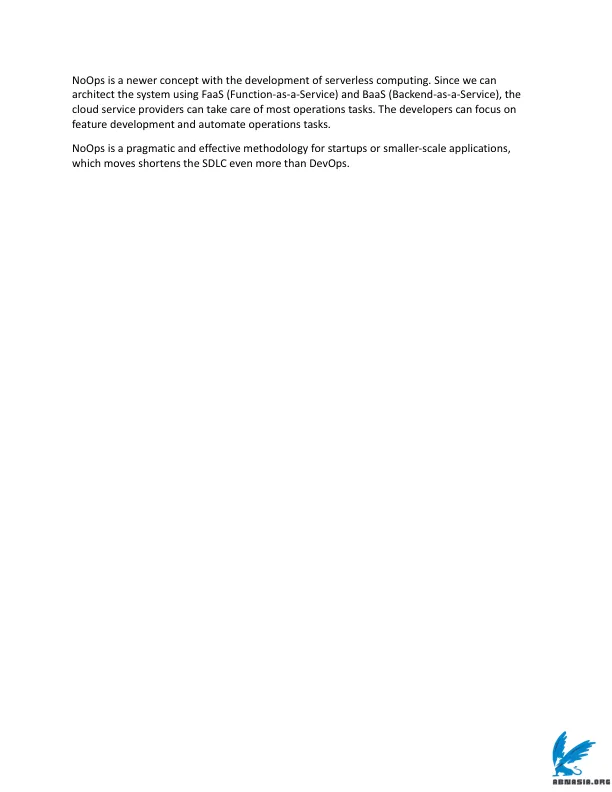 NoOps is a newer concept with the development of serverless computing. Since we can
architect the system using FaaS (Function-as-a-Service) and BaaS (Backend-as-a-Service), the
cloud service providers can take care of most operations tasks. The developers can focus on
feature development and automate operations tasks.
NoOps is a pragmatic and effective methodology for startups or smaller-scale applications,
which moves shortens the SDLC even more than DevOps.
ABNASIA.ORG